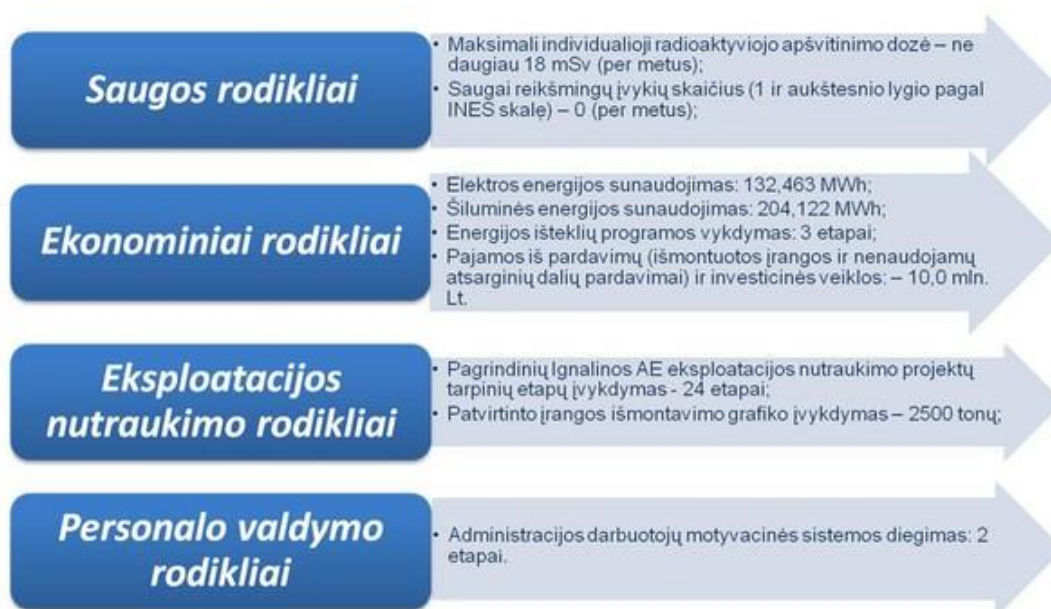 Saugos rodikliai
• Maksimali individualioji radioaktyviojo apšvitinimo dozė – ne
daugiau 18 mSv (per metus);
• Saugai reikšmingų įvykių skaičius (1 ir aukštesnio lygio pagal
INES skalę) – 0 (per metus);
Ekonominiai rodikliai
• Elektros energijos sunaudojimas: 132,463 MWh;
• Šiluminės energijos sunaudojimas: 204,122 MWh;
• Energijos išteklių programos vykdymas: 3 etapai;
• Pajamos iš pardavimų (išmontuotos įrangos ir nenaudojamų
atsarginių dalių pardavimai) ir investicinės veiklos: – 10,0 mln.
Lt.
Eksploatacijos
nutraukimo rodikliai
• Pagrindinių Ignalinos AE eksploatacijos nutraukimo projektų
tarpinių etapų įvykdymas - 24 etapai;
• Patvirtinto įrangos išmontavimo grafiko įvykdymas – 2500 tonų;
Personalo valdymo
rodikliai
• Administracijos darbuotojų motyvacinės sistemos diegimas: 2
etapai.